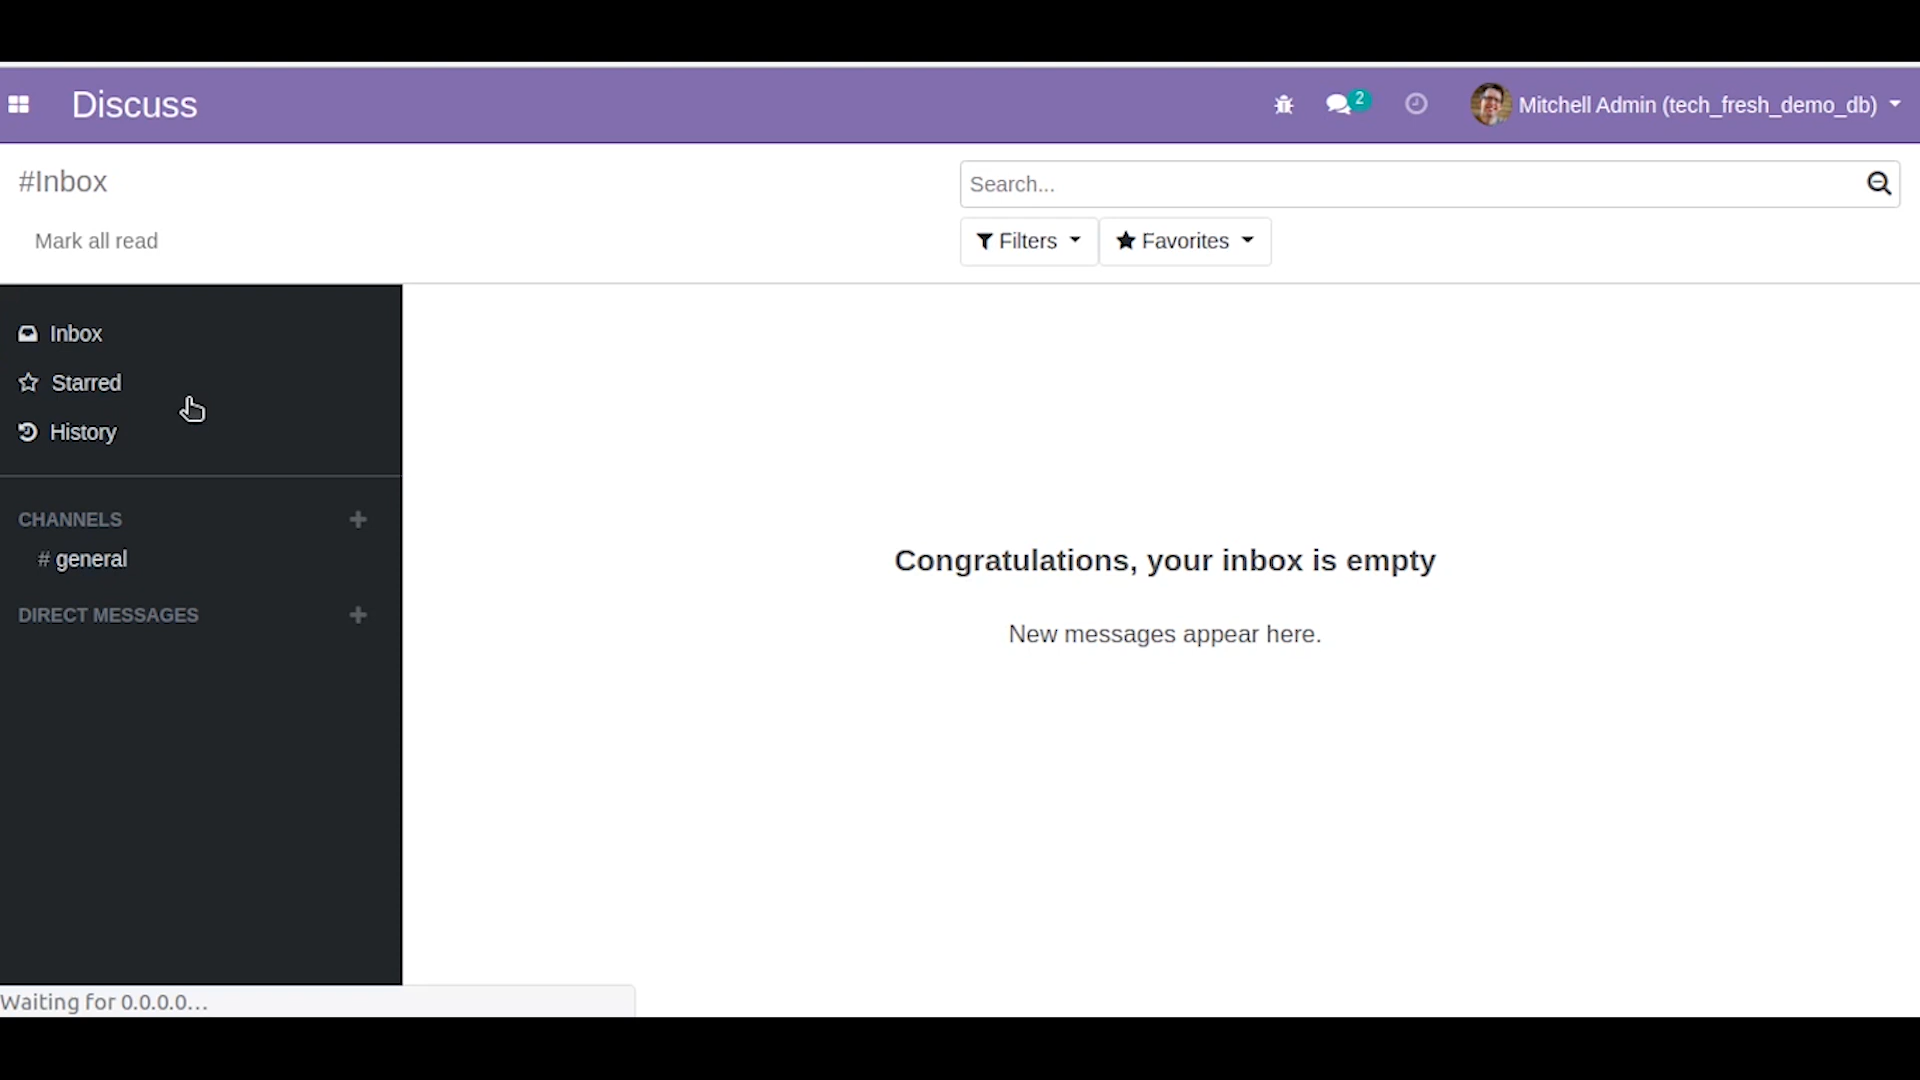 Discuss
2
Mitchell Admin (tech_fresh_demo_db)
#Inbox
Search...
Mark all read
Filters
Favorites
Inbox
Starred
History
CHANNELS
# general
DIRECT MESSAGES
Congratulations, your inbox is empty
New messages appear here.
Waiting for 0.0.0.0...